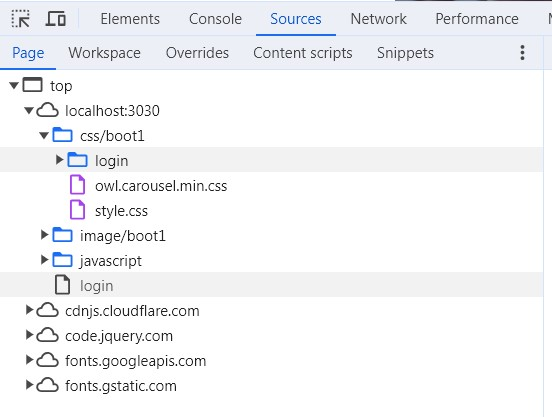 Elements Console Sources Network Performance
Page Workspace Overrides Content scripts Snippets
top
localhost:3030
css/boot1
login
owl.carousel.min.css
style.css
image/boot1
javascript
login
cdnjs.cloudflare.com
code.jquery.com
fonts.googleapis.com
fonts.gstatic.com